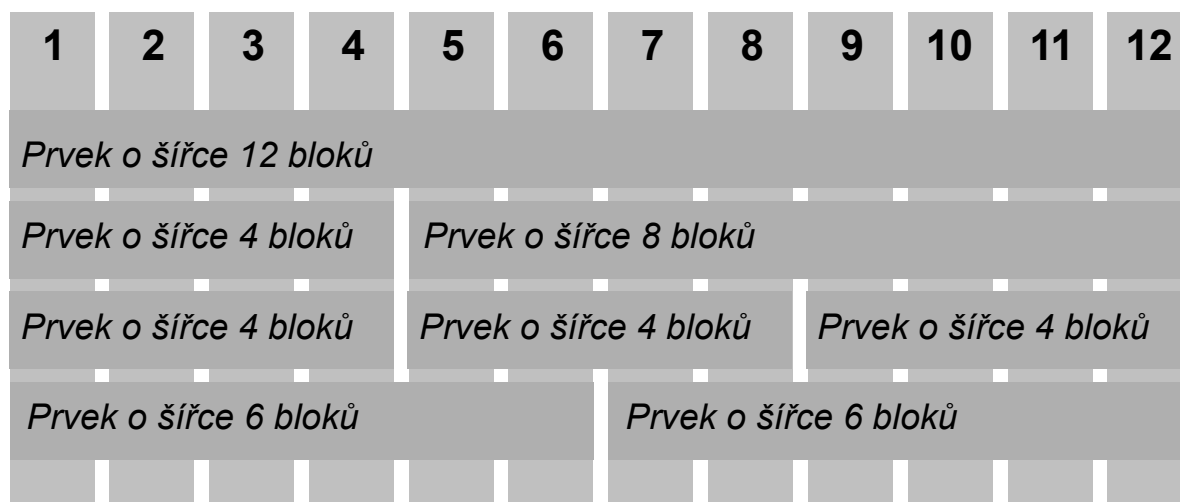 1 2 3 4 5 6 7 8 9 10 11 12
Prvek o šířce 12 bloků
Prvek o šířce 4 bloků Prvek o šířce 8 bloků
Prvek o šířce 4 bloků Prvek o šířce 4 bloků Prvek o šířce 4 bloků
Prvek o šířce 6 bloků Prvek o šířce 6 bloků